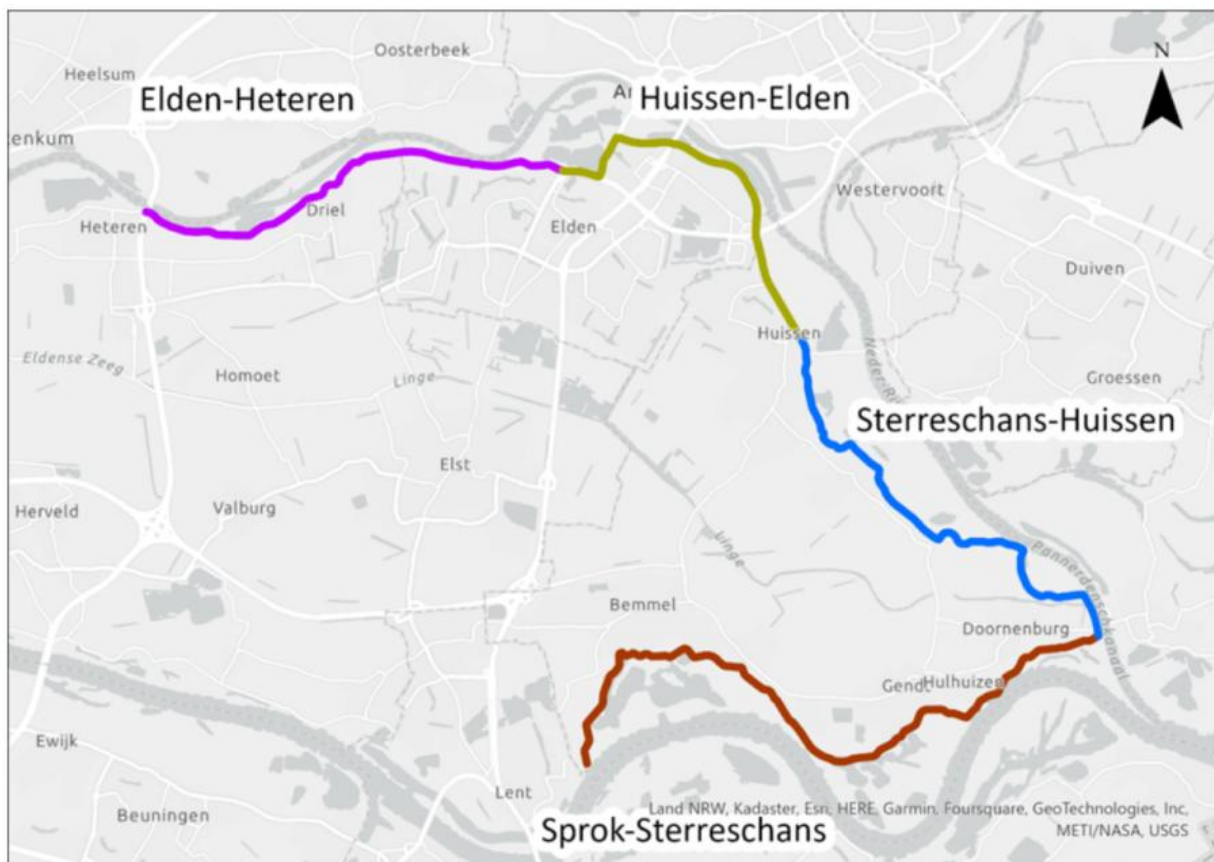 N
Oosterbeek
Heelsum
Elden-Heteren
Huissen-Elden
enkum
Westervoort
Driel
Heteren
Elden
Duiven
Huissen
Eldense Zeeg
Homoet
Linge
Groessen
Sterreschans-Huissen
Elst
Valburg
Herveld
Linge
Pannerdenschkanaal
Bemmel
Doornenburg
Hulhuizen
Ewijk
Lent
Beuningen
Land NRW, Kadaster, Esri, HERE, Garmin, Foursquare, GeoTechnologies, Inc,
METI/NASA, USGS
Sprok-Sterreschans